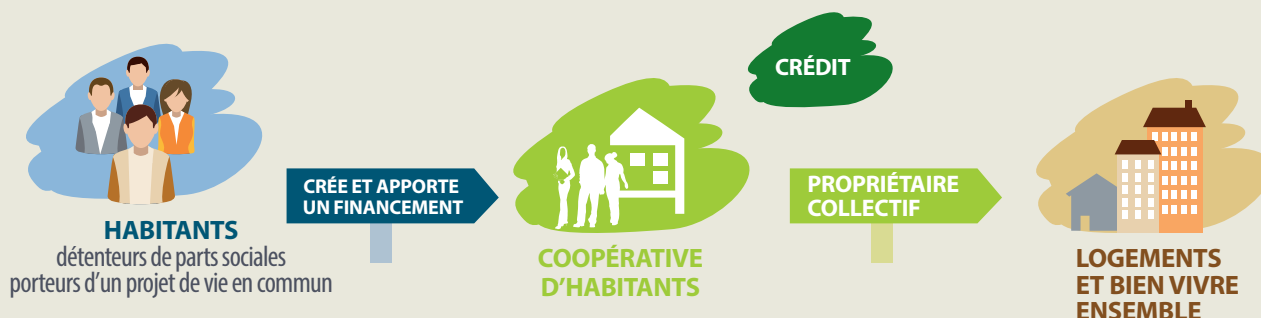 CRÉDIT
CRÉE ET APPORTE
UN FINANCEMENT
PROPRIÉTAIRE
COLLECTIF
HABITANTS
détenteurs de parts sociales
porteurs d'un projet de vie en commun
COOPÉRATIVE
D'HABITANTS
LOGEMENTS
ET BIEN VIVRE
ENSEMBLE